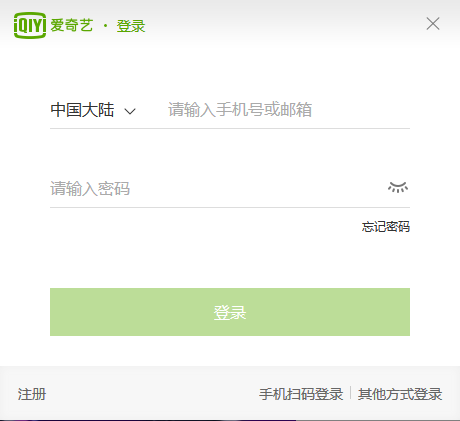 iQIYI 爱奇艺 · 登录
中国大陆 请输入手机号或邮箱
请输入密码
忘记密码
登录
注册 手机扫码登录 | 其他方式登录